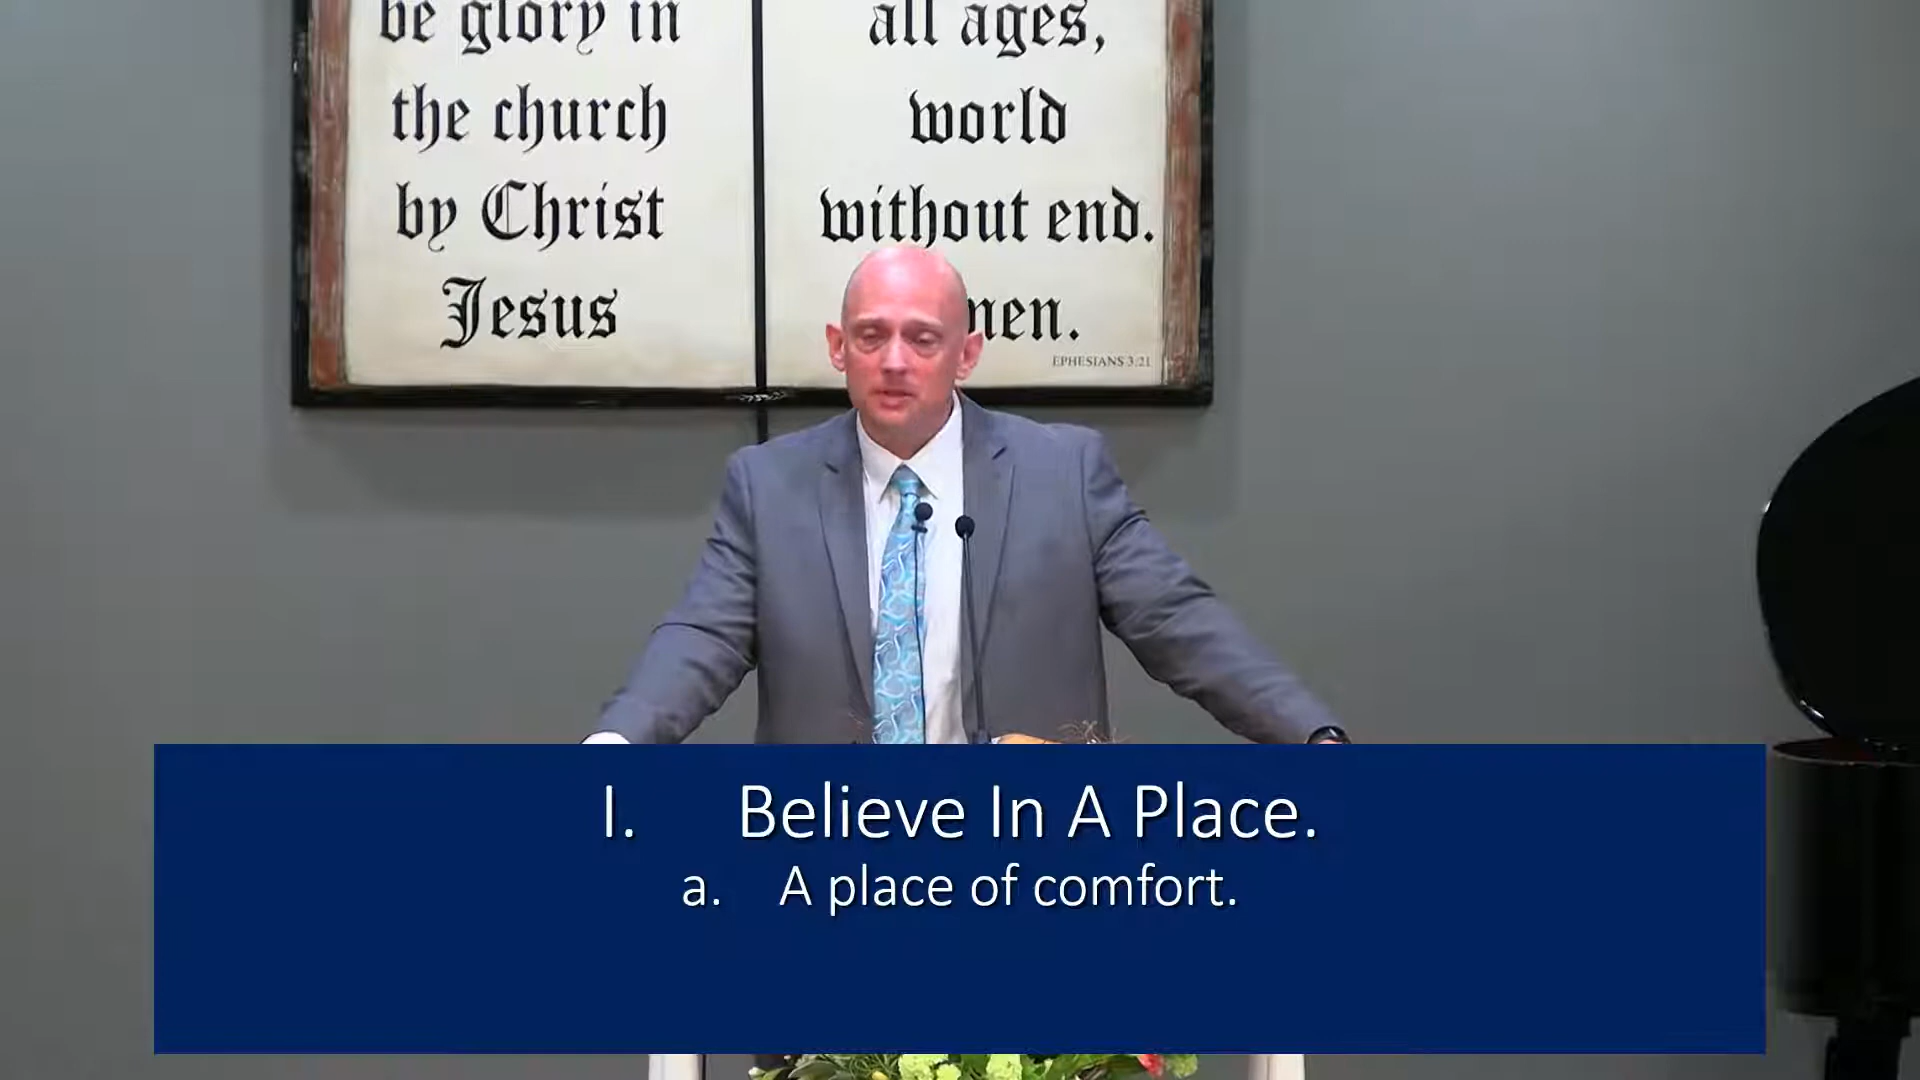 be glory in
the church
by Christ
Jesus
all ages,
world
without end.
men.
EPHESIANS 3:21
I. Believe In A Place.
a. A place of comfort.